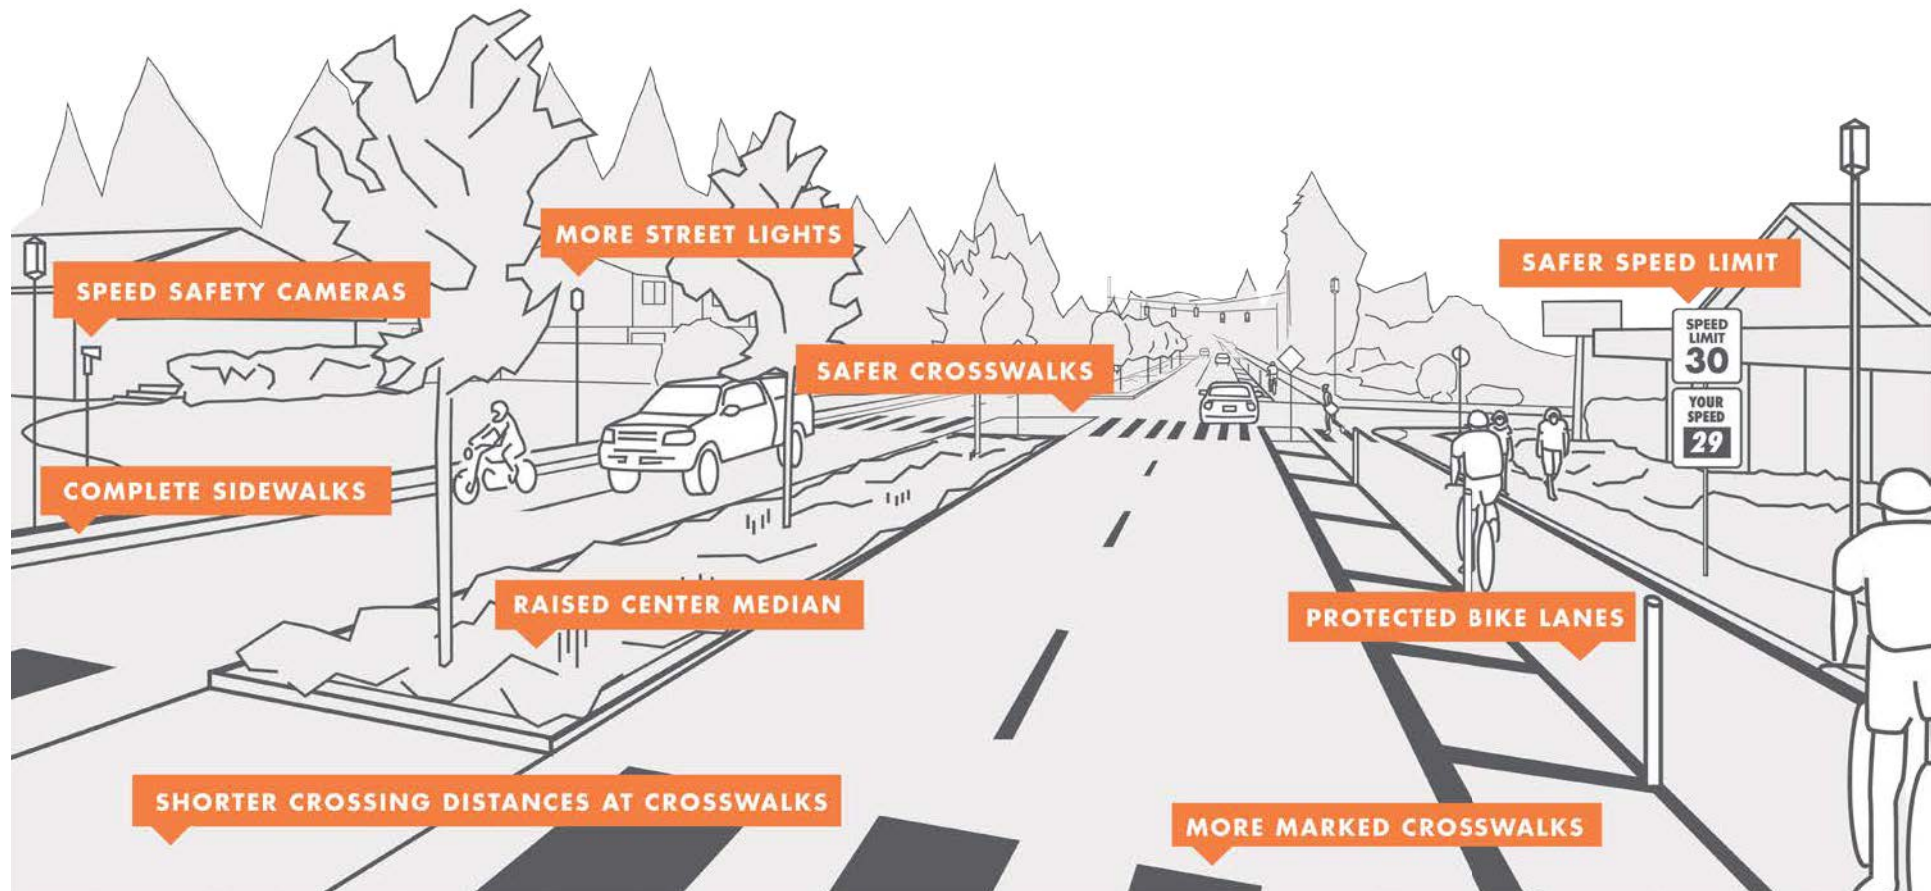 MORE STREET LIGHTS
SAFER SPEED LIMIT
SPEED SAFETY CAMERAS
SPEED
LIMIT
30
SAFER CROSSWALKS
YOUR
SPEED
29
COMPLETE SIDEWALKS
RAISED CENTER MEDIAN
PROTECTED BIKE LANES
SHORTER CROSSING DISTANCES AT CROSSWALKS
MORE MARKED CROSSWALKS